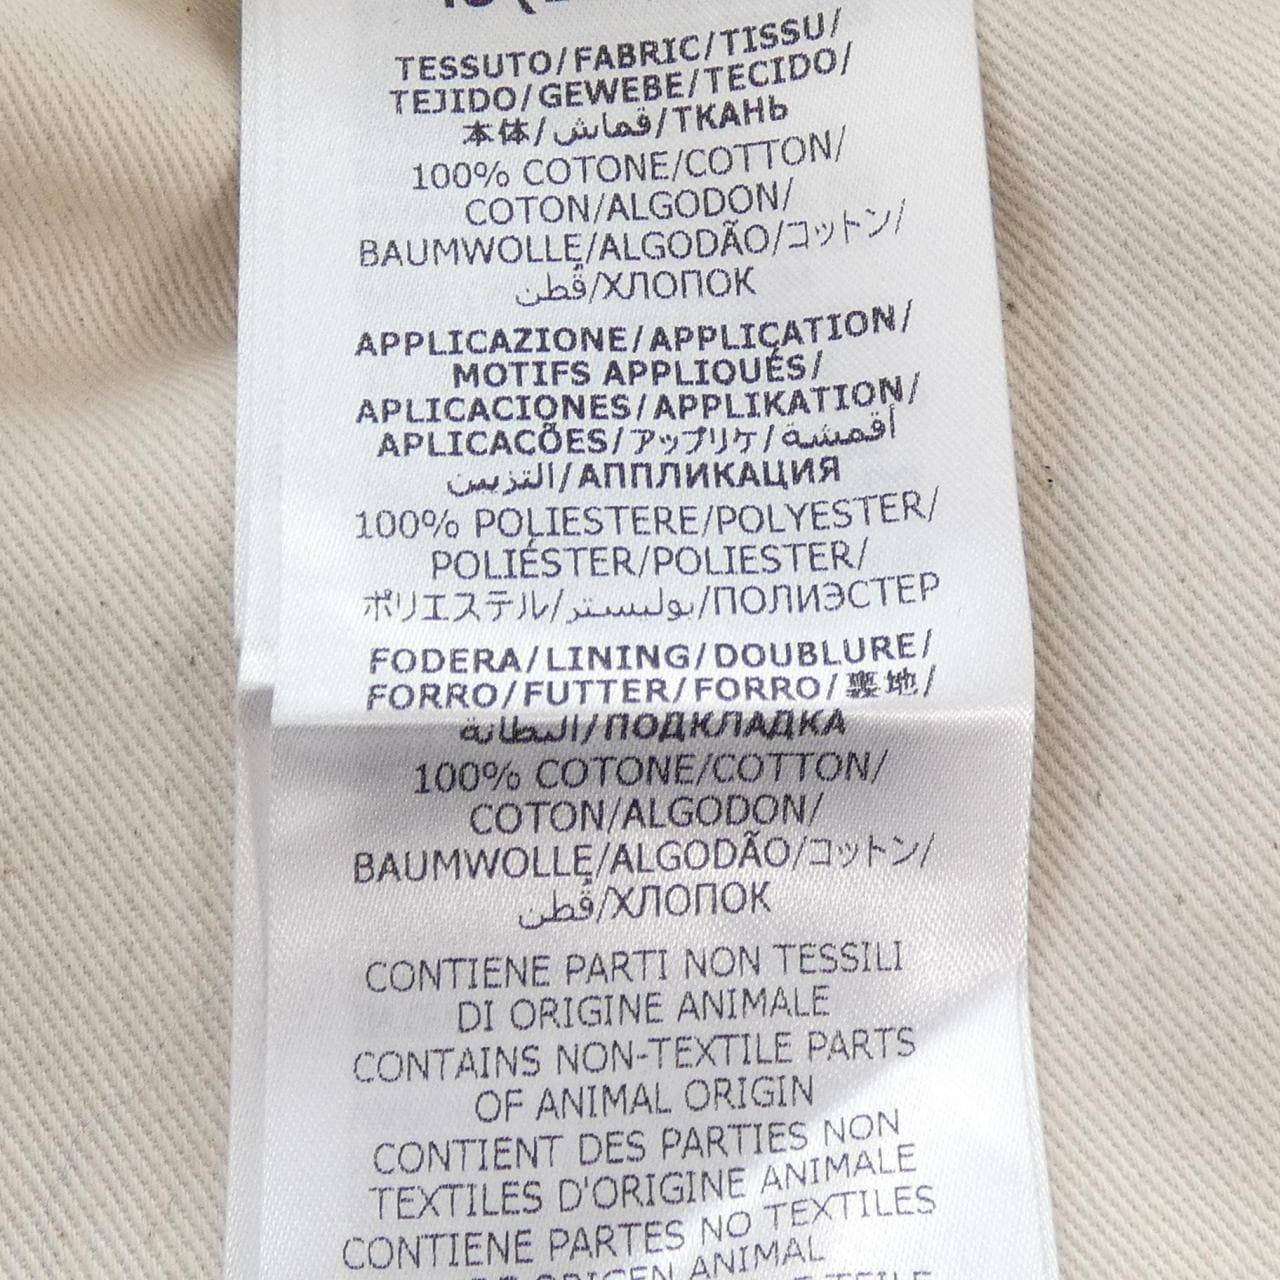 TESSUTO/FABRIC/TISSU/
TEJIDO/GEWEBE/TECIDO/
本体/قماش/ТКАНЬ
100% COTONE/COTTON/
COTON/ALGODON/
BAUMWOLLE/ALGODÃO/コットン/
قُطن/ХЛОПОК
APPLICAZIONE/APPLICATION/
MOTIFS APPLIQUÉS/
APLICACIONES/APPLIKATION/
APLICACÕES/アップリケ/أقمشة
التزيين/АППЛИКАЦИЯ
100% POLIESTERE/POLYESTER/
POLIÉSTER/POLIESTER/
ポリエステル/بوليستر/ПОЛИЭСТЕР
FODERA/LINING/DOUBLURE/
FORRO/FUTTER/FORRO/裏地/
البطانة/ПОДКЛАДКА
100% COTONE/COTTON/
COTON/ALGODON/
BAUMWOLLE/ALGODÃO/コットン/
قُطن/ХЛОПОК
CONTIENE PARTI NON TESSILI
DI ORIGINE ANIMALE
CONTAINS NON-TEXTILE PARTS
OF ANIMAL ORIGIN
CONTIENT DES PARTIES NON
TEXTILES D'ORIGINE ANIMALE
CONTIENE PARTES NO TEXTILES
ANIMAL